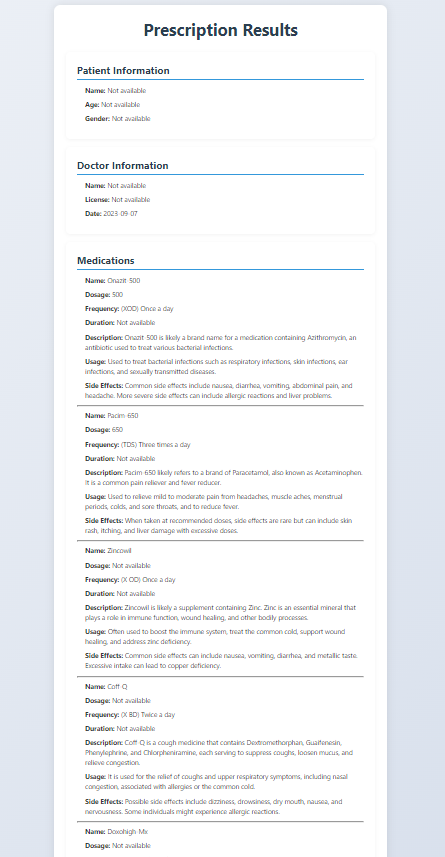 Prescription Results
Patient Information
Name: Not available
Age: Not available
Gender: Not available
Doctor Information
Name: Not available
License: Not available
Date: 2023-09-07
Medications
Name: Onazit-500
Dosage: 500
Frequency: (XOD) Once a day
Duration: Not available
Description: Onazit-500 is likely a brand name for a medication containing Azithromycin, an
antibiotic used to treat various bacterial infections.
Usage: Used to treat bacterial infections such as respiratory infections, skin infections, ear
infections, and sexually transmitted diseases.
Side Effects: Common side effects include nausea, diarrhea, vomiting, abdominal pain, and
headache. More severe side effects can include allergic reactions and liver problems.
Name: Pacim-650
Dosage: 650
Frequency: (TDS) Three times a day
Duration: Not available
Description: Pacim-650 likely refers to a brand of Paracetamol, also known as Acetaminophen.
It is a common pain reliever and fever reducer.
Usage: Used to relieve mild to moderate pain from headaches, muscle aches, menstrual
periods, colds, and sore throats, and to reduce fever.
Side Effects: When taken at recommended doses, side effects are rare but can include skin
rash, itching, and liver damage with excessive doses.
Name: Zincowil
Dosage: Not available
Frequency: (X OD) Once a day
Duration: Not available
Description: Zincowil is likely a supplement containing Zinc. Zinc is an essential mineral that
plays a role in immune function, wound healing, and other bodily processes.
Usage: Often used to boost the immune system, treat the common cold, support wound
healing, and address zinc deficiency.
Side Effects: Common side effects can include nausea, vomiting, diarrhea, and metallic taste.
Excessive intake can lead to copper deficiency.
Name: Coff-Q
Dosage: Not available
Frequency: (X BD) Twice a day
Duration: Not available
Description: Coff-Q is a cough medicine that contains Dextromethorphan, Guaifenesin,
Phenylephrine, and Chlorpheniramine, each serving to suppress coughs, loosen mucus, and
relieve congestion.
Usage: It is used for the relief of coughs and upper respiratory symptoms, including nasal
congestion, associated with allergies or the common cold.
Side Effects: Possible side effects include dizziness, drowsiness, dry mouth, nausea, and
nervousness. Some individuals might experience allergic reactions.
Name: Doxohigh-Mx
Dosage: Not available